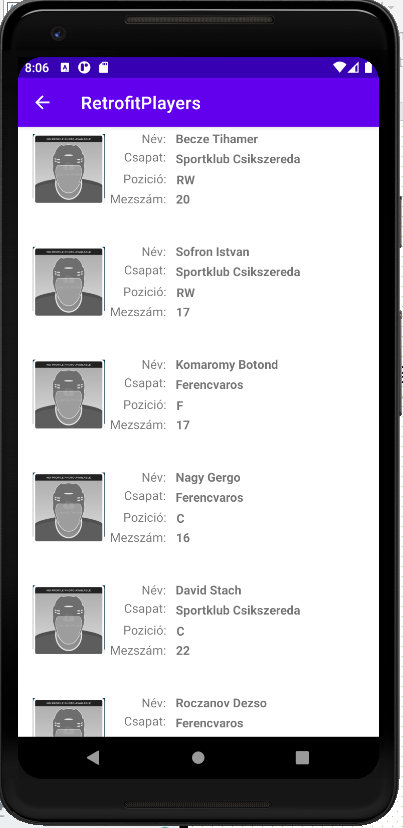 8:06
RetrofitPlayers
Név: Becze Tihamer
Csapat: Sportklub Csikszereda
Pozició: RW
Mezszám: 20
Név: Sofron Istvan
Csapat: Sportklub Csikszereda
Pozició: RW
Mezszám: 17
Név: Komaromy Botond
Csapat: Ferencvaros
Pozició: F
Mezszám: 17
Név: Nagy Gergo
Csapat: Ferencvaros
Pozició: C
Mezszám: 16
Név: David Stach
Csapat: Sportklub Csikszereda
Pozició: C
Mezszám: 22
Név: Roczanov Dezso
Csapat: Ferencvaros